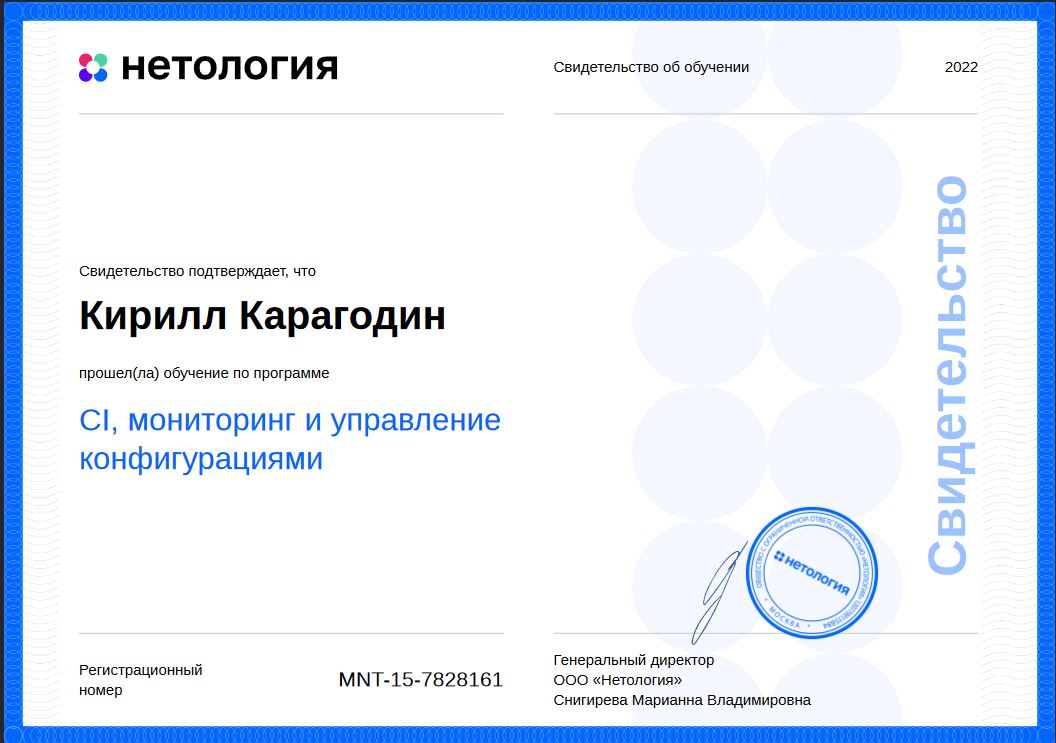 нетология
Свидетельство об обучении
2022
Свидетельство подтверждает, что
Кирилл Карагодин
прошел(ла) обучение по программе
CI, мониторинг и управление
конфигурациями
Свидетельство
ОБЩЕСТВО С ОГРАНИЧЕННОЙ ОТВЕТСТВЕННОСТЬЮ «НЕТОЛОГИЯ»
нетология
* МОСКВА *
Регистрационный
номер
MNT-15-7828161
Генеральный директор
ООО «Нетология»
Снигирева Марианна Владимировна